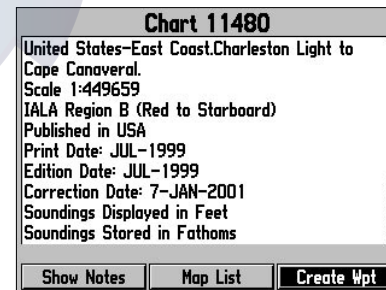 Chart 11480
United States-East Coast.Charleston Light to
Cape Canaveral.
Scale 1:449659
IALA Region B (Red to Starboard)
Published in USA
Print Date: JUL-1999
Edition Date: JUL-1999
Correction Date: 7-JAN-2001
Soundings Displayed in Feet
Soundings Stored in Fathoms
Show Notes Map List Create Wpt